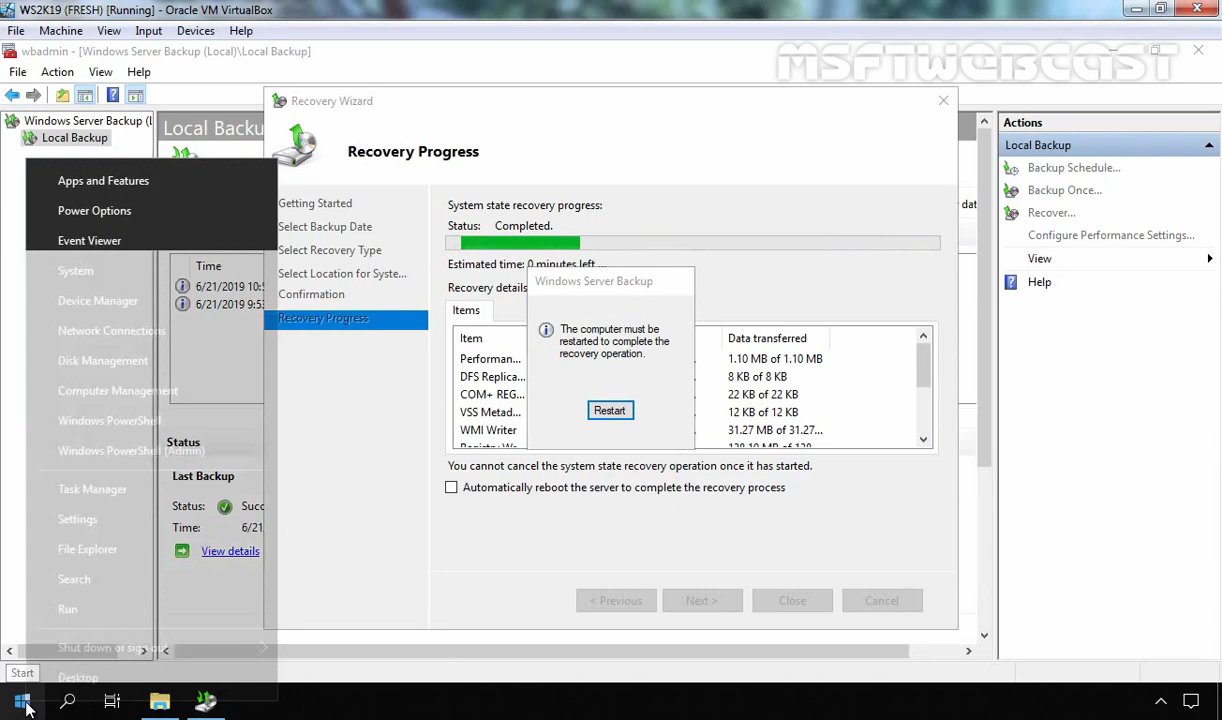 WS2K19 (FRESH) [Running] - Oracle VM VirtualBox
File Machine View Input Devices Help
wbadmin - [Windows Server Backup (Local)\Local Backup]
MSFTWEBCAST
File Action View Help
Windows Server Backup (L
Local Backup
Local Backu
Recovery Wizard
Recovery Progress
Getting Started
Select Backup Date
Select Recovery Type
Select Location for Syste...
Confirmation
Recovery Progress
System state recovery progress:
Status: Completed.
Estimated time: 0 minutes left ...
Recovery details
Items
Item Data transferred
Performan... 1.10 MB of 1.10 MB
DFS Replica... 8 KB of 8 KB
COM+ REG... 22 KB of 22 KB
VSS Metad... 12 KB of 12 KB
WMI Writer 31.27 MB of 31.27...
You cannot cancel the system state recovery operation once it has started.
Automatically reboot the server to complete the recovery process
< Previous Next > Close Cancel
Windows Server Backup
The computer must be
restarted to complete the
recovery operation.
Restart
Time
6/21/2019 10:5
6/21/2019 9:53
Status
Last Backup
Status: Succ
Time: 6/21
View details
dat
Actions
Local Backup
Backup Schedule...
Backup Once...
Recover...
Configure Performance Settings...
View
Help
Apps and Features
Power Options
Event Viewer
System
Device Manager
Network Connections
Disk Management
Computer Management
Windows PowerShell
Windows PowerShell (Admin)
Task Manager
Settings
File Explorer
Search
Run
Shut down or sign out
Desktop
Start